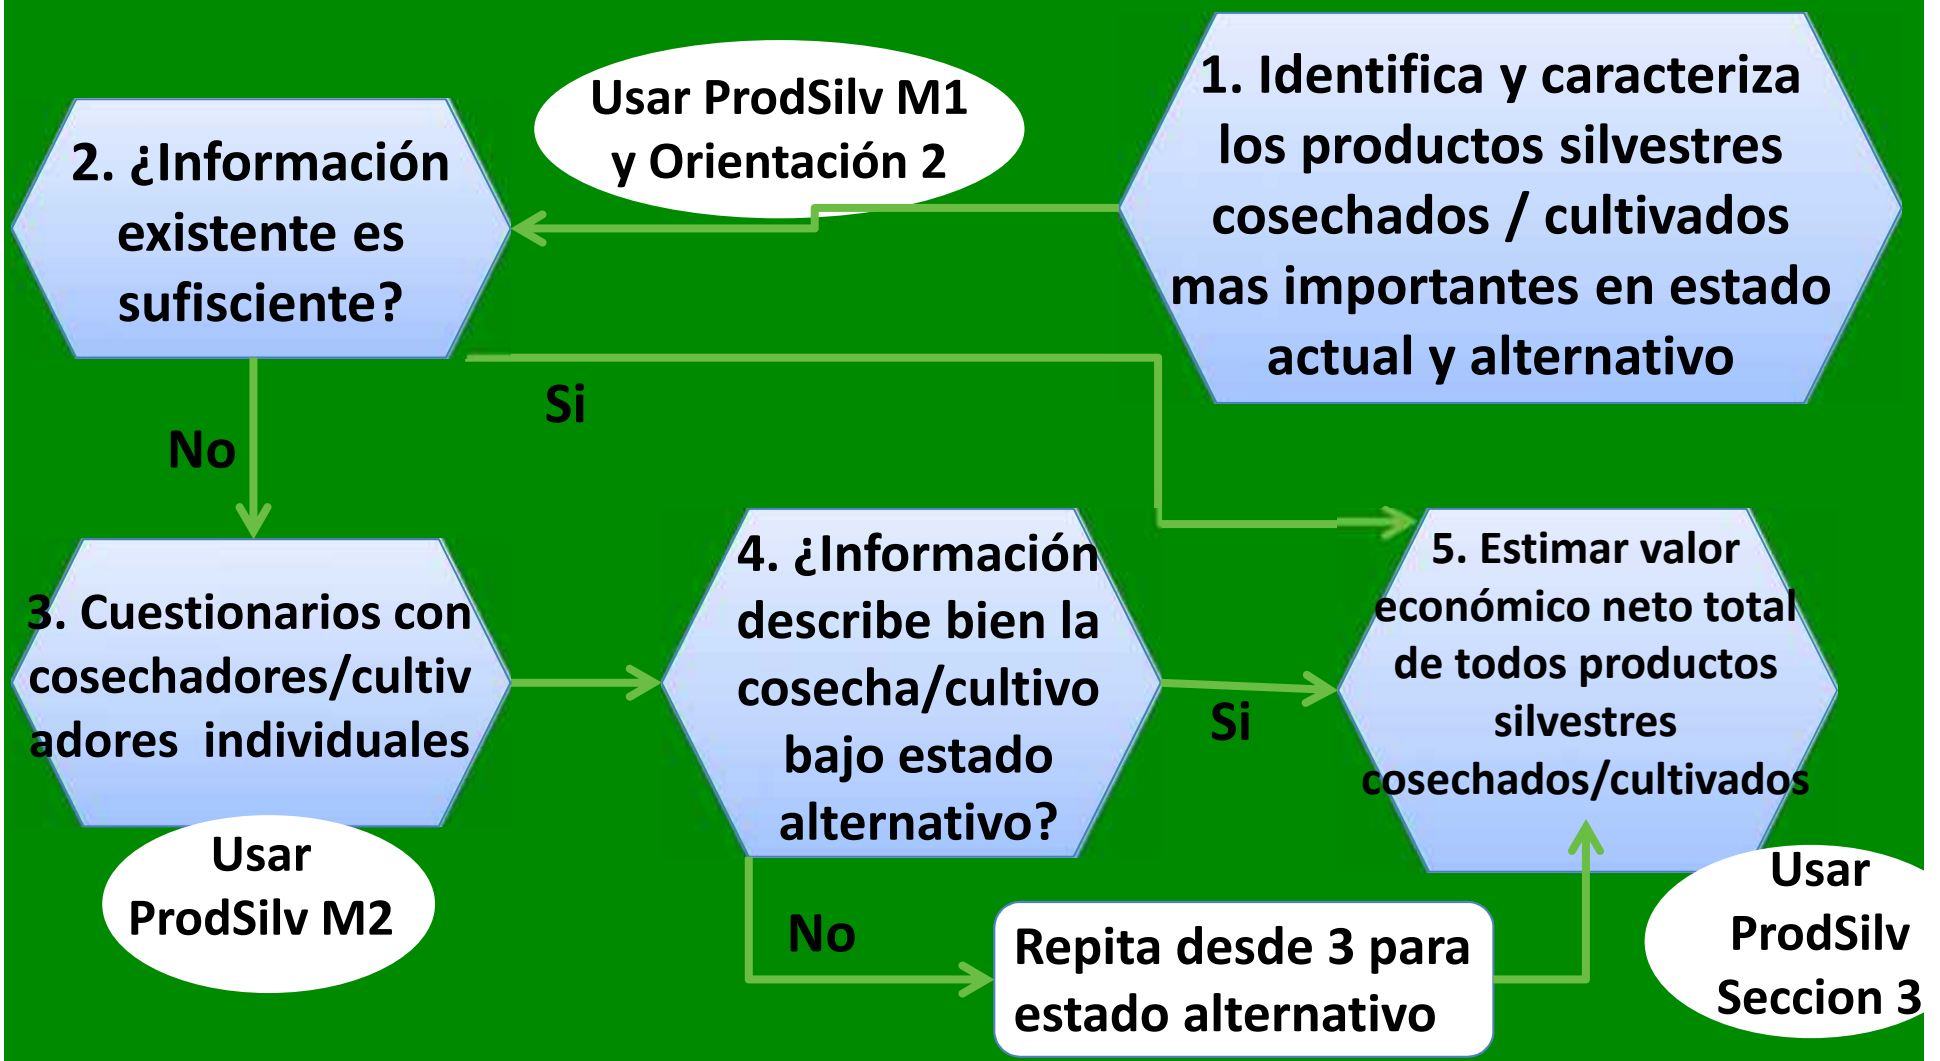 1. Identifica y caracteriza
los productos silvestres
cosechados / cultivados
mas importantes en estado
actual y alternativo
Usar ProdSilv M1
y Orientación 2
2. ¿Información
existente es
sufisciente?
Si
No
3. Cuestionarios con
cosechadores/cultiv
adores individuales
Usar
ProdSilv M2
4. ¿Información
describe bien la
cosecha/cultivo
bajo estado
alternativo?
Si
No
Repita desde 3 para
estado alternativo
5. Estimar valor
económico neto total
de todos productos
silvestres
cosechados/cultivados
Usar
ProdSilv
Seccion 3